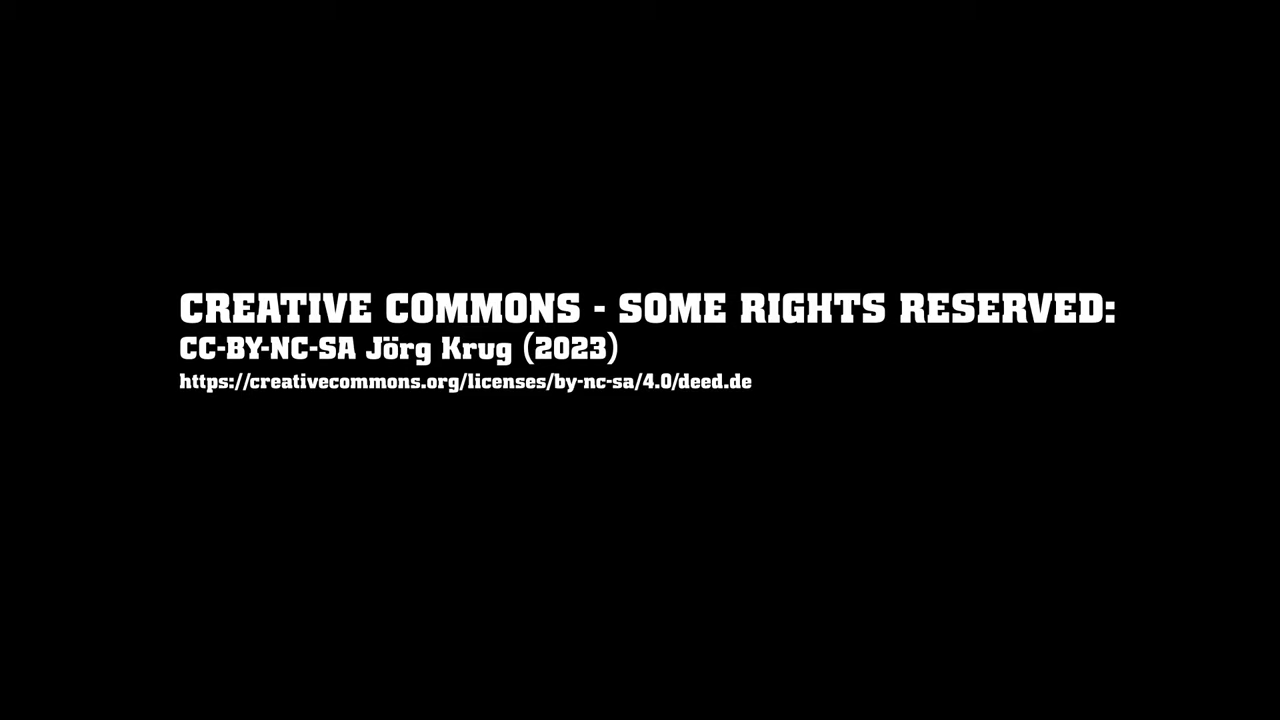 CREATIVE COMMONS - SOME RIGHTS RESERVED:
CC-BY-NC-SA Jörg Krug (2023)
https://creativecommons.org/licenses/by-nc-sa/4.0/deed.de